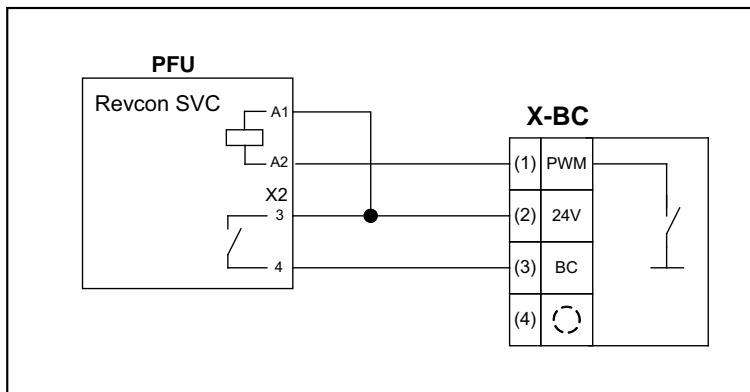 PFU
Revcon SVC
A1
A2
X2
3
4
X-BC
(1) PWM
(2) 24V
(3) BC
(4)